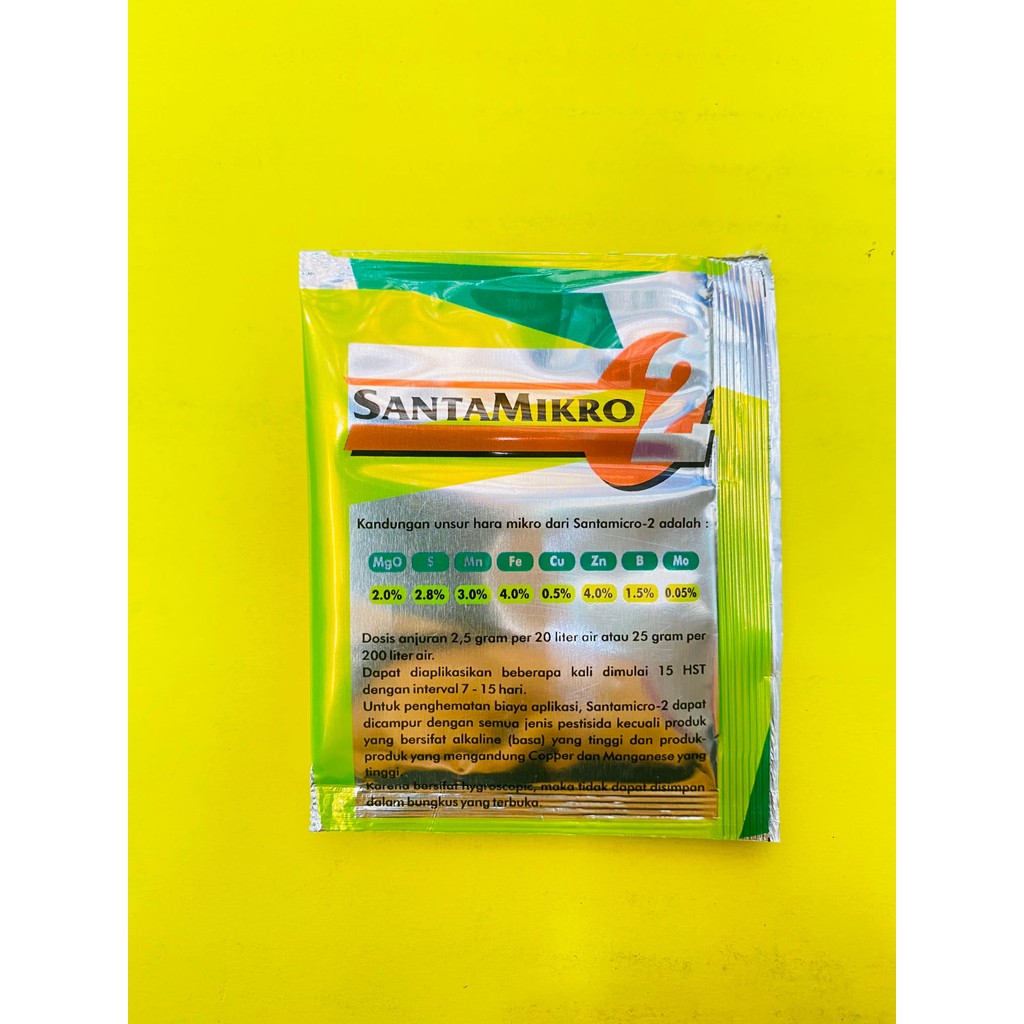 SANTAMIKRO 2
Kandungan unsur hara mikro dari Santamicro-2 adalah :
MgO S Mn Fe Cu Zn B Mo
2.0% 2.8% 3.0% 4.0% 0.5% 4.0% 1.5% 0.05%
Dosis anjuran 2,5 gram per 20 liter air atau 25 gram per
200 liter air.
Dapat diaplikasikan beberapa kali dimulai 15 HST
dengan interval 7 - 15 hari.
Untuk penghematan biaya aplikasi, Santamicro-2 dapat
dicampur dengan semua jenis pestisida kecuali produk
yang bersifat alkaline (basa) yang tinggi dan produk-
produk yang mengandung Copper dan Manganese yang
tinggi.
Karena bersifat hygroscopic, maka tidak dapat disimpan
dalam bungkus yang terbuka.